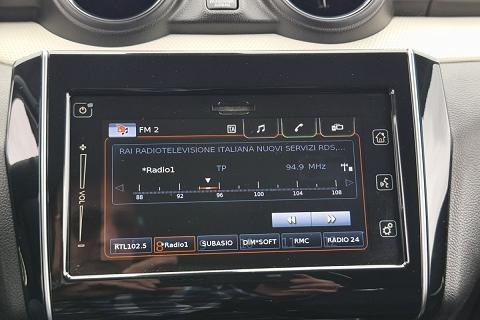 FM 2
TA
RAI RADIOTELEVISIONE ITALIANA NUOVI SERVIZI RDS,...
*Radio1 TP 94.9 MHz
88 92 96 100 104 108
VOL
RTL102.5 *Radio1 SUBASIO DIM*SOFT RMC RADIO 24